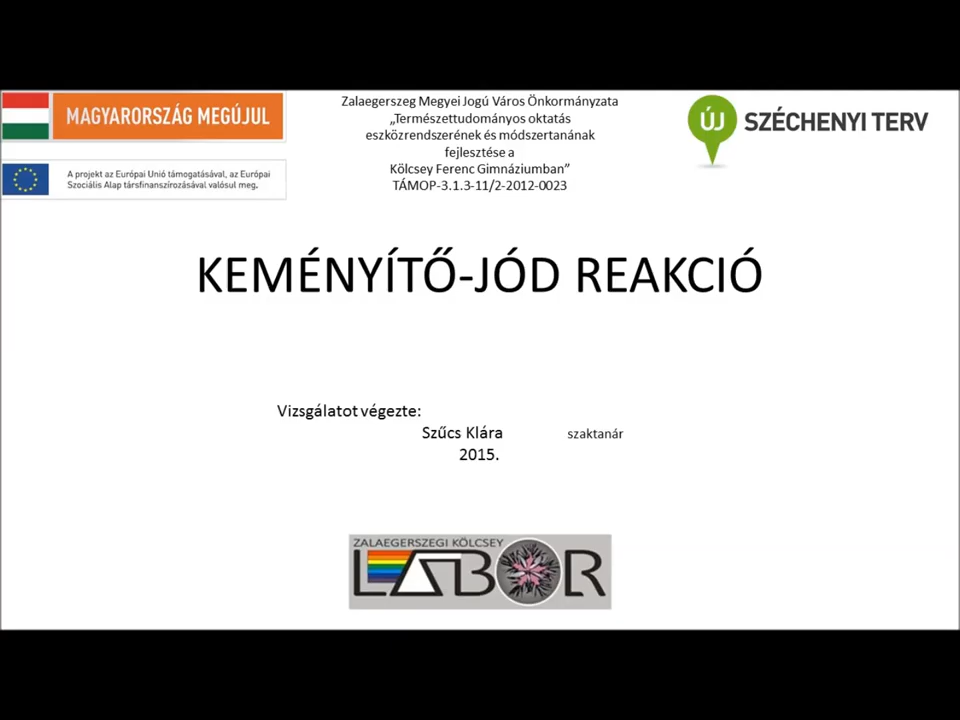 MAGYARORSZÁG MEGÚJUL
A projekt az Európai Unió támogatásával, az Európai
Szociális Alap társfinanszírozásával valósul meg.
Zalaegerszeg Megyei Jogú Város Önkormányzata
„Természettudományos oktatás
eszközrendszerének és módszertanának
fejlesztése a
Kölcsey Ferenc Gimnáziumban”
TÁMOP-3.1.3-11/2-2012-0023
ÚJ SZÉCHENYI TERV
KEMÉNYÍTŐ-JÓD REAKCIÓ
Vizsgálatot végezte:
Szűcs Klára szaktanár
2015.
ZALAEGERSZEGI KÖLCSEY
LABOR